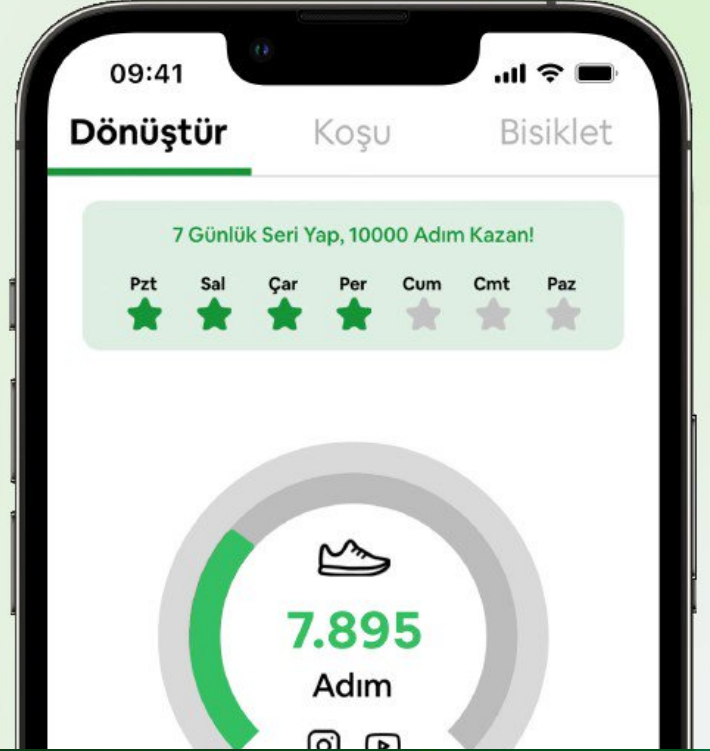 09:41
Dönüştür Koşu Bisiklet
7 Günlük Seri Yap, 10000 Adım Kazan!
Pzt Sal Çar Per Cum Cmt Paz
7.895
Adım